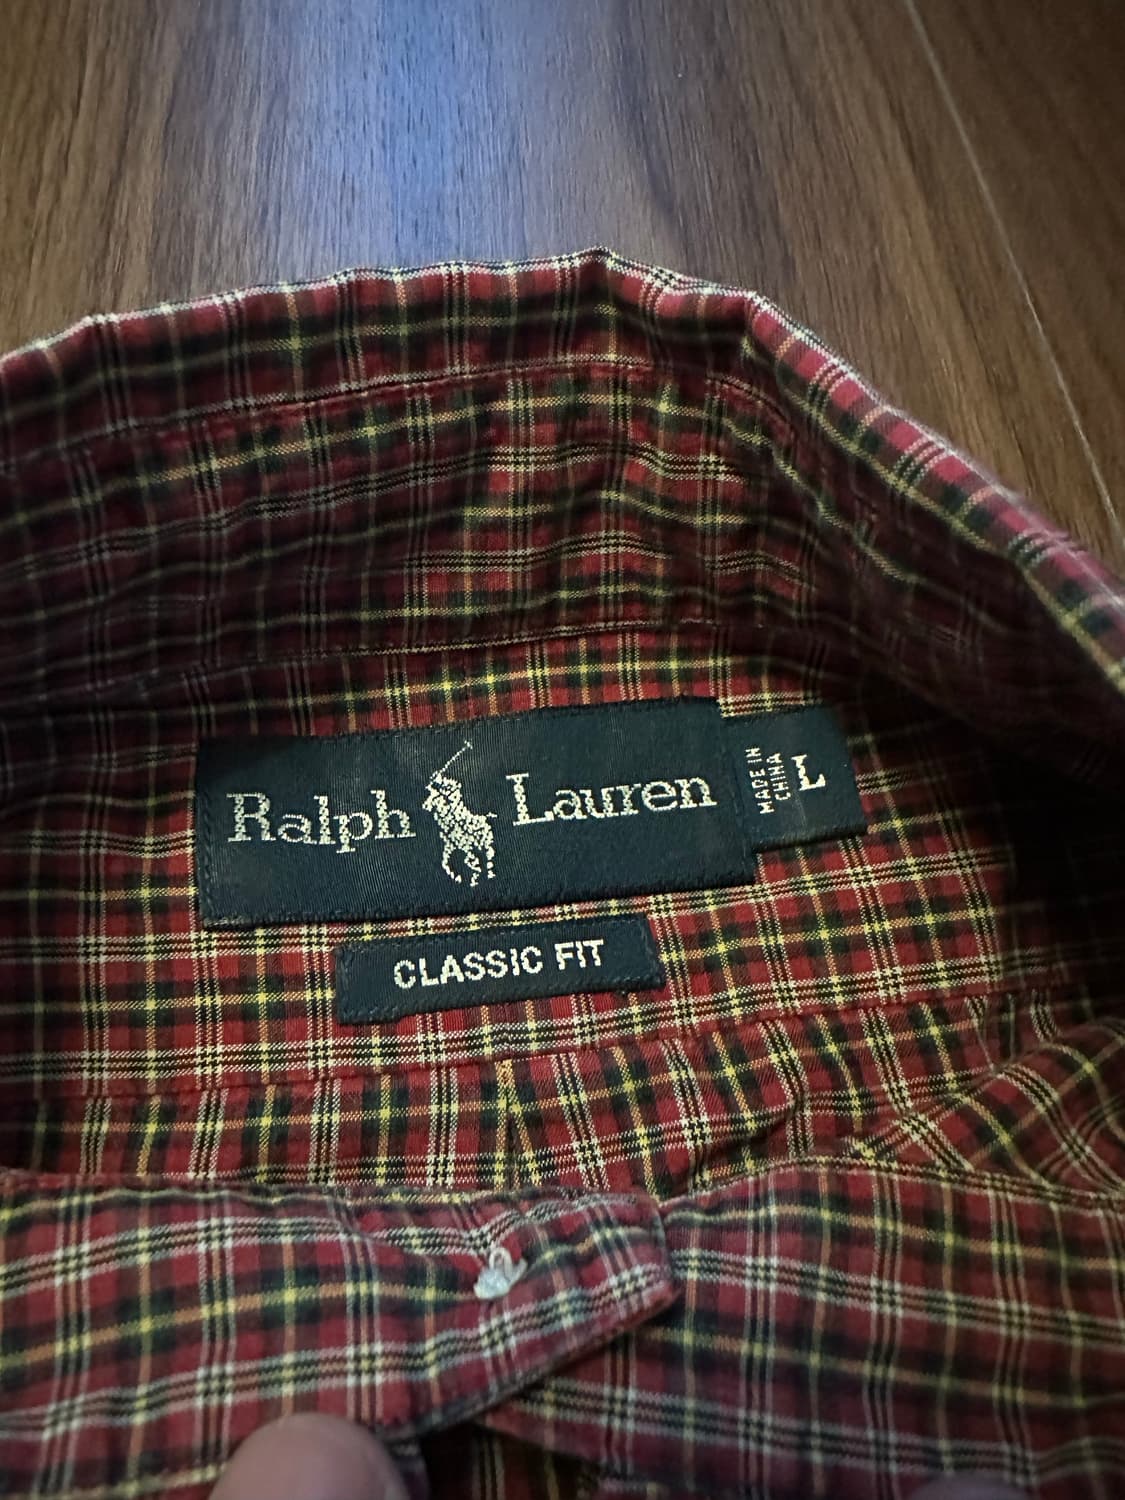 Ralph Lauren
MADE IN
CHINA
L
CLASSIC FIT